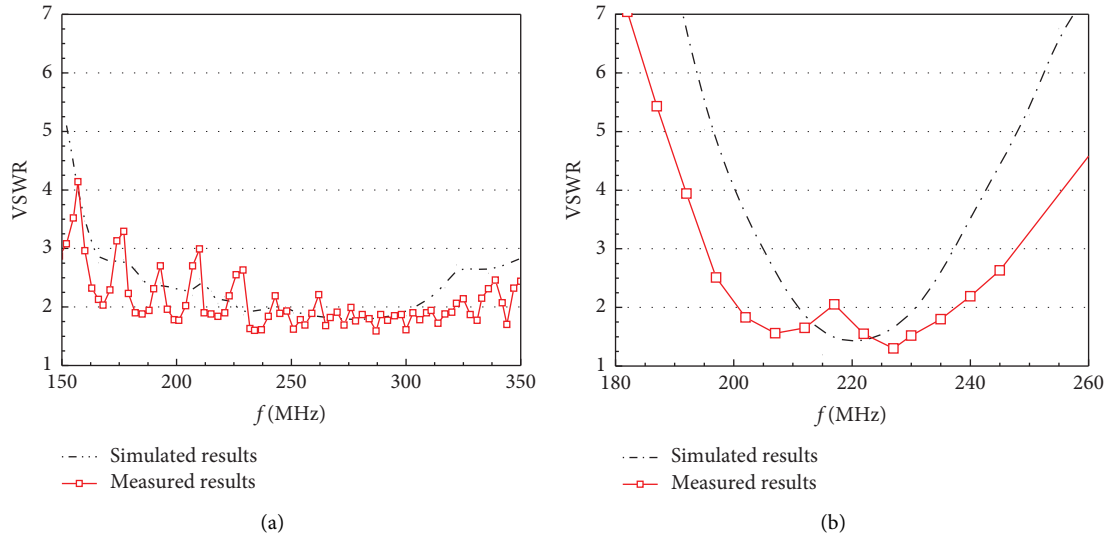 7
6
5
4
3
2
1
VSWR
150 200 250 300 350
f (MHz)
Simulated results
Measured results
(a)
7
6
5
4
3
2
1
VSWR
180 200 220 240 260
f (MHz)
Simulated results
Measured results
(b)